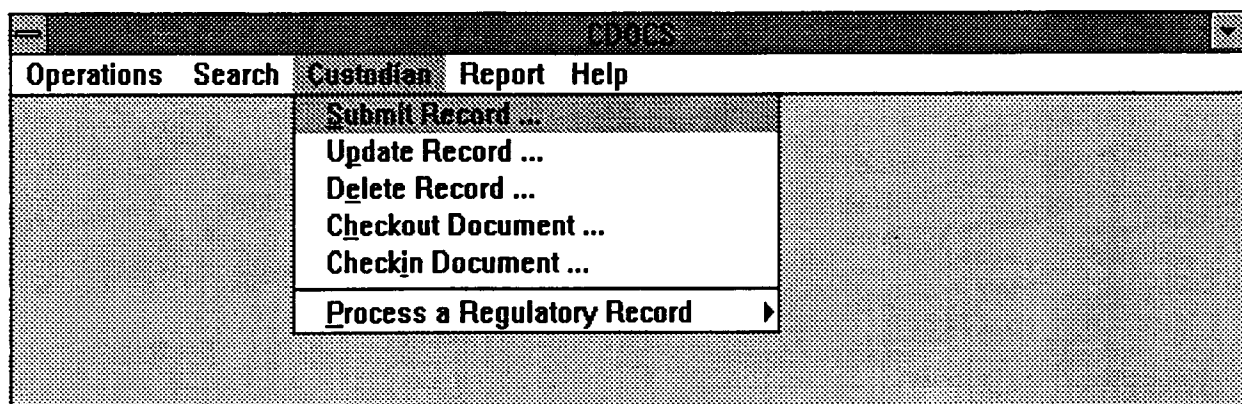 CDOCS
Operations Search Custodian Report Help
Submit Record ...
Update Record ...
Delete Record ...
Checkout Document ...
Checkin Document ...
Process a Regulatory Record